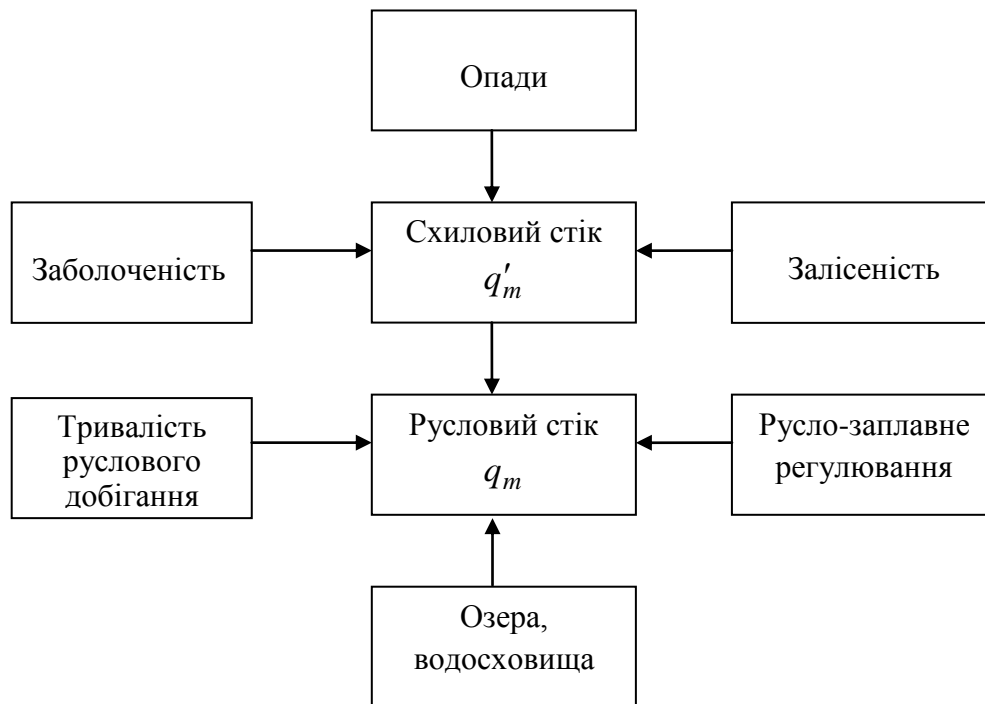 Опади
Заболоченість
Схиловий стік
q′m
Залісеність
Тривалість
руслового
добігання
Русловий стік
qm
Русло-заплавне
регулювання
Озера,
водосховища